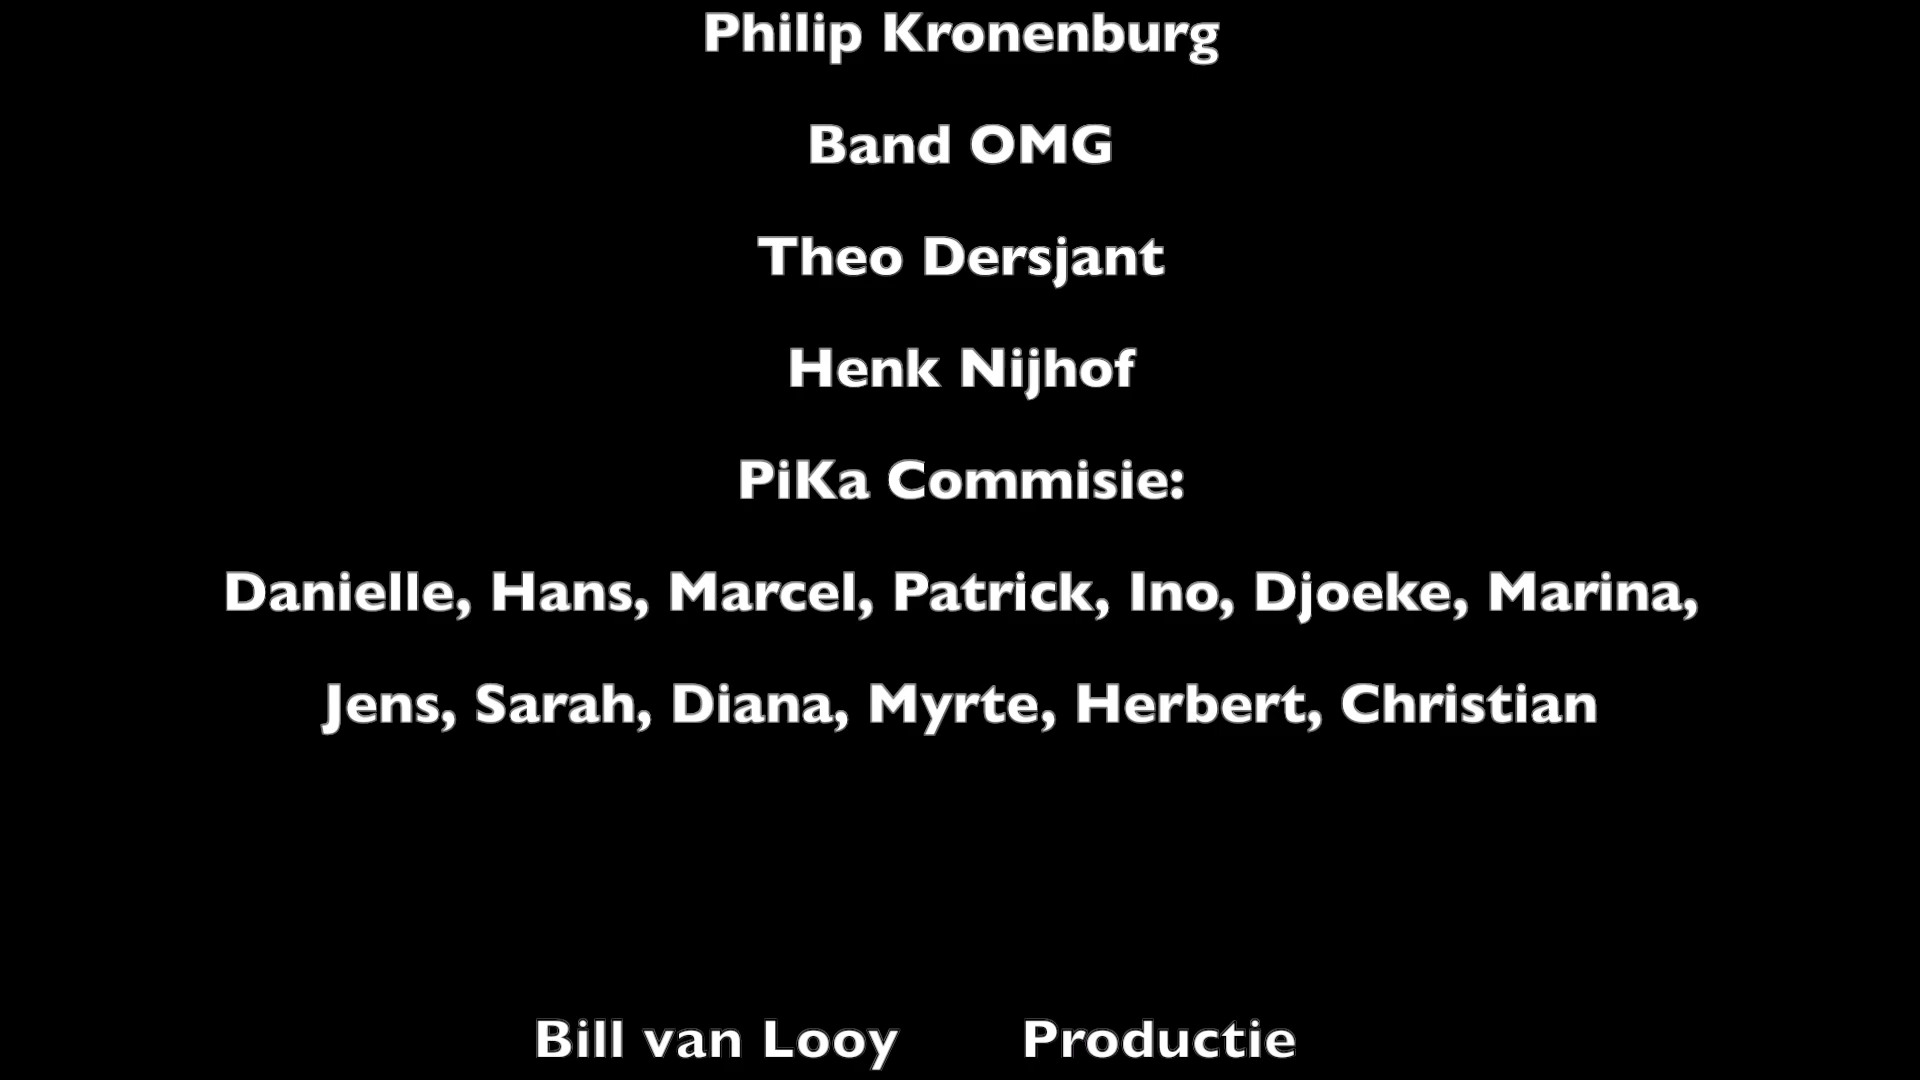 Philip Kronenburg
Band OMG
Theo Dersjant
Henk Nijhof
PiKa Commisie:
Danielle, Hans, Marcel, Patrick, Ino, Djoeke, Marina,
Jens, Sarah, Diana, Myrte, Herbert, Christian
Bill van Looy Productie